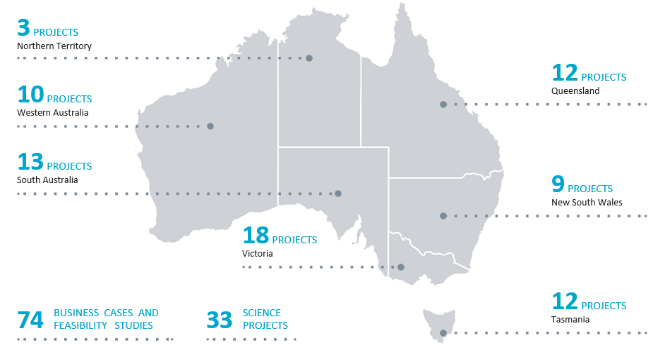 3 PROJECTS
Northern Territory
10 PROJECTS
Western Australia
13 PROJECTS
South Australia
18 PROJECTS
Victoria
12 PROJECTS
Queensland
9 PROJECTS
New South Wales
12 PROJECTS
Tasmania
74 BUSINESS CASES AND
FEASIBILITY STUDIES
33 SCIENCE
PROJECTS